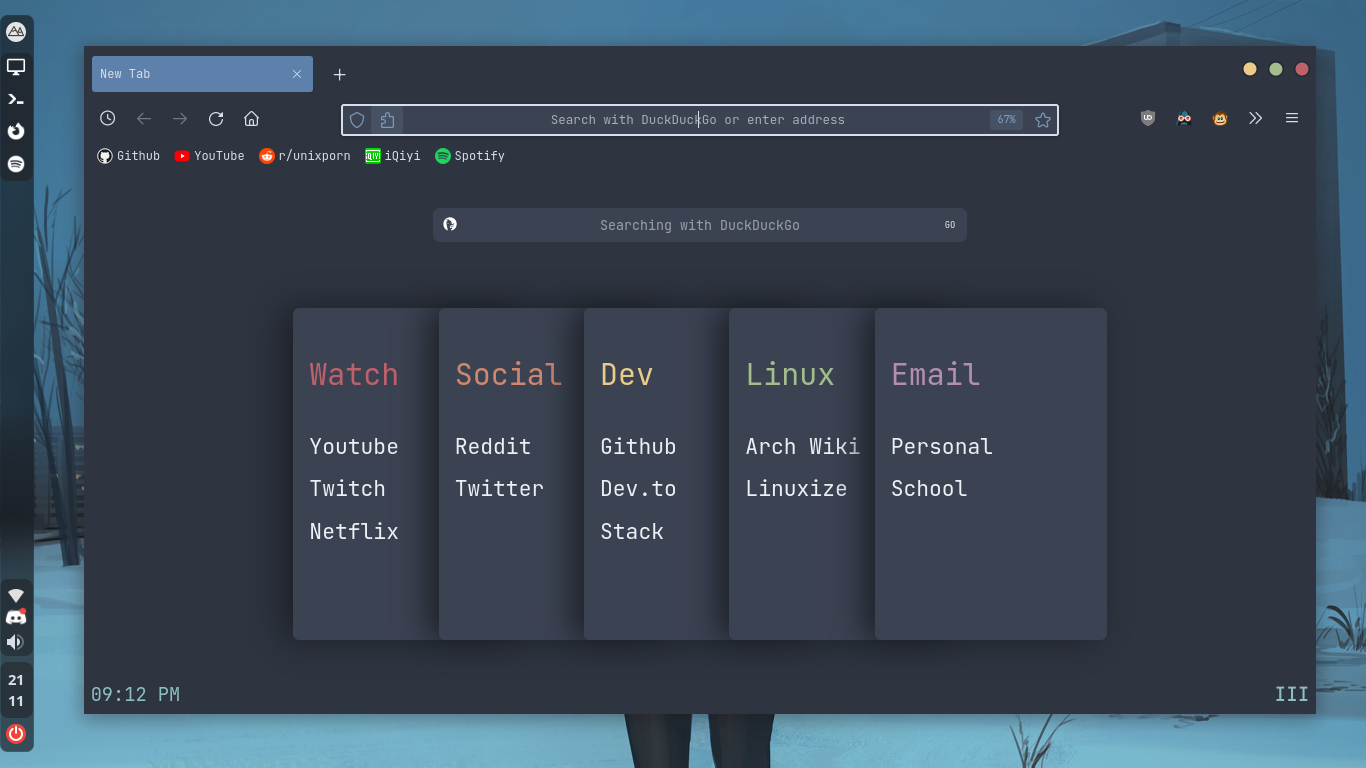 New Tab
Search with DuckDuckGo or enter address
67%
Github
YouTube
r/unixporn
iQiyi
Spotify
Searching with DuckDuckGo
GO
Watch
Youtube
Twitch
Netflix
Social
Reddit
Twitter
Dev
Github
Dev.to
Stack
Linux
Arch Wiki
Linuxize
Email
Personal
School
09:12 PM
III
21
11